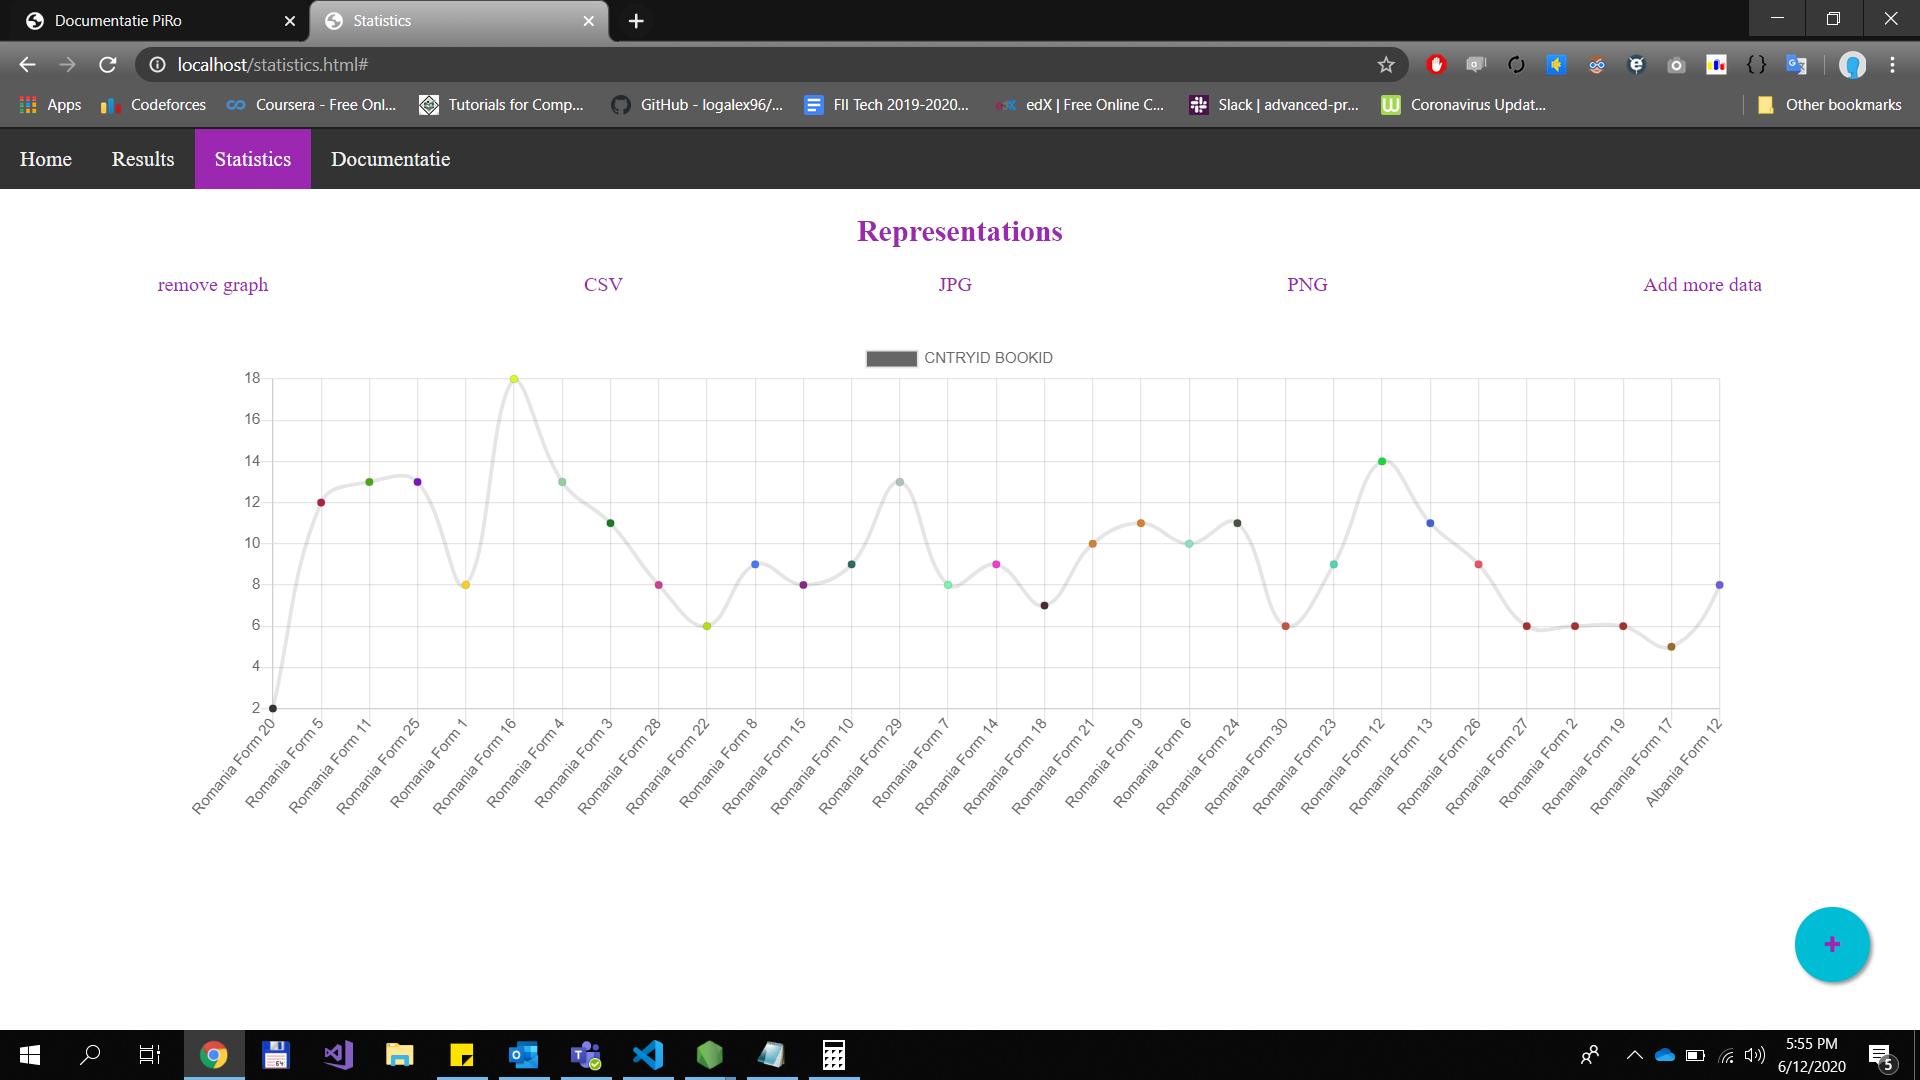 Documentatie PiRo
Statistics
localhost/statistics.html#
Apps
Codeforces
Coursera - Free Onl...
Tutorials for Comp...
GitHub - logalex96/...
FII Tech 2019-2020...
edX | Free Online C...
Slack | advanced-pr...
Coronavirus Updat...
Other bookmarks
Home
Results
Statistics
Documentatie
Representations
remove graph
CSV
JPG
PNG
Add more data
CNTRYID BOOKID
18
16
14
12
10
8
6
4
2
Romania Form 20
Romania Form 5
Romania Form 11
Romania Form 25
Romania Form 1
Romania Form 16
Romania Form 4
Romania Form 3
Romania Form 28
Romania Form 22
Romania Form 8
Romania Form 15
Romania Form 10
Romania Form 29
Romania Form 7
Romania Form 14
Romania Form 18
Romania Form 21
Romania Form 9
Romania Form 6
Romania Form 24
Romania Form 30
Romania Form 23
Romania Form 12
Romania Form 13
Romania Form 26
Romania Form 27
Romania Form 2
Romania Form 19
Romania Form 17
Albania Form 12
+
5:55 PM
6/12/2020
5